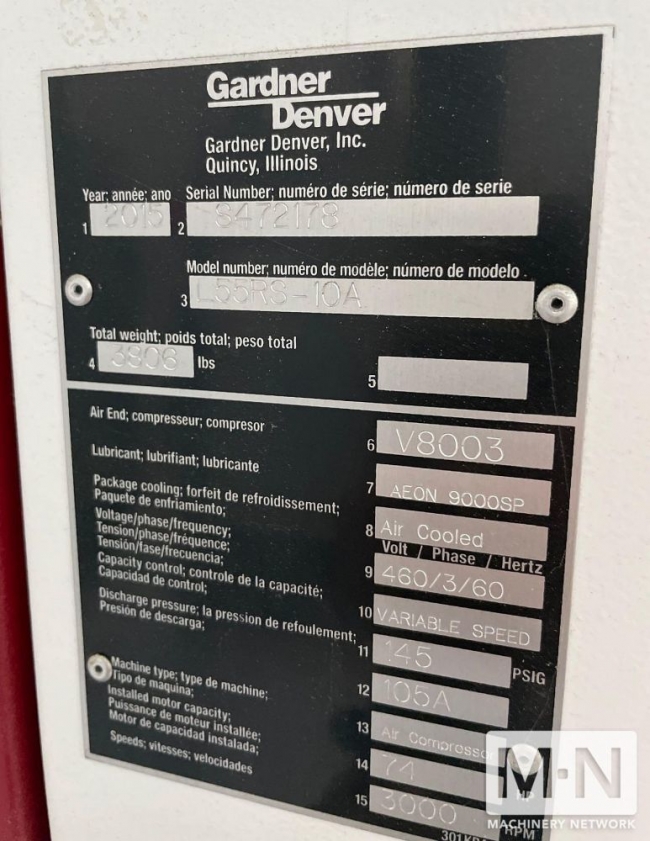 Gardner
Denver
Gardner Denver, Inc.
Quincy, Illinois
Year; année; ano Serial Number; numéro de série; número de serie
1 2015 2 S472178
Model number; numéro de modèle; número de modelo
3 L55RS-10A
Total weight; poids total; peso total
4 3806 lbs 5
Air End; compresseur; compresor 6 V8003
Lubricant; lubrifiant; lubricante 7 AEON 9000SP
Package cooling; forfeit de refroidissement;
Paquete de enfriamiento; 8 Air Cooled
Volt / Phase / Hertz
Voltage/phase/frequency;
Tension/phase/fréquence;
Tensión/fase/frecuencia; 9 460/3/60
Capacity control; controle de la capacité;
Capacidad de control; 10 VARIABLE SPEED
Discharge pressure; la pression de refoulement;
Presión de descarga; 11 145 PSIG
12 105A
Machine type; type de machine;
Tipo de maquina; 13 Air Compressor
Installed motor capacity;
Puissance de moteur installée;
Motor de capacidad instalada; 14 74
Speeds; vitesses; velocidades 15 3000 RPM
M-N
MACHINERY NETWORK